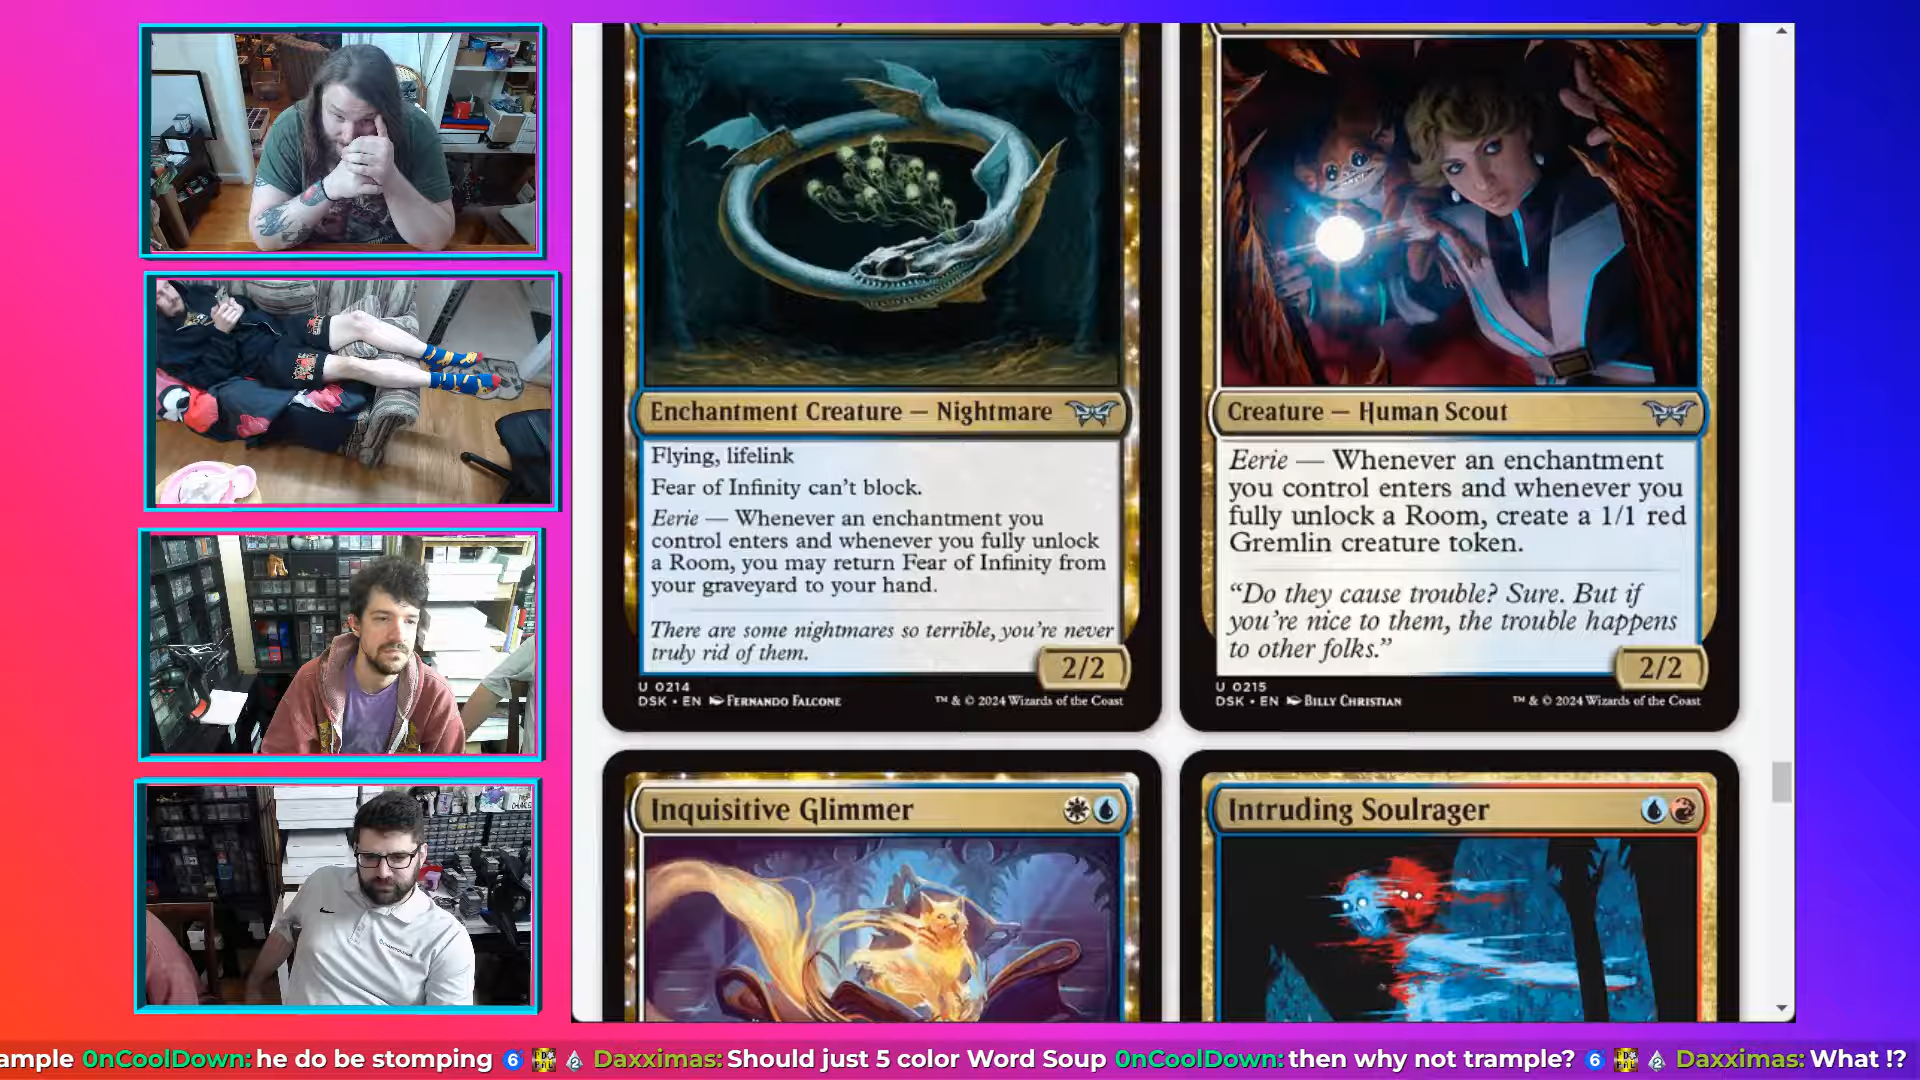 Enchantment Creature — Nightmare
Flying, lifelink
Fear of Infinity can't block.
Eerie — Whenever an enchantment you
control enters and whenever you fully unlock
a Room, you may return Fear of Infinity from
your graveyard to your hand.
There are some nightmares so terrible, you're never
truly rid of them.
2/2
U 0214
DSK • EN FERNANDO FALCONE
™ & © 2024 Wizards of the Coast
Creature — Human Scout
Eerie — Whenever an enchantment
you control enters and whenever you
fully unlock a Room, create a 1/1 red
Gremlin creature token.
"Do they cause trouble? Sure. But if
you're nice to them, the trouble happens
to other folks."
2/2
U 0215
DSK • EN BILLY CHRISTIAN
™ & © 2024 Wizards of the Coast
Inquisitive Glimmer
Intruding Soulrager
ample 0nCoolDown: he do be stomping 6 2 Daxximas: Should just 5 color Word Soup 0nCoolDown: then why not trample? 6 2 Daxximas: What !?